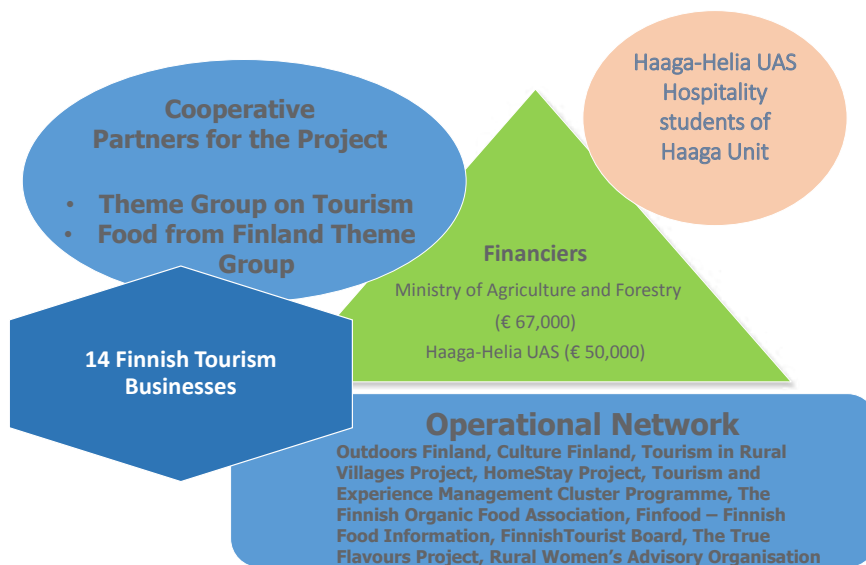 Cooperative
Partners for the Project
• Theme Group on Tourism
• Food from Finland Theme
Group
Haaga-Helia UAS
Hospitality
students of
Haaga Unit
Financiers
Ministry of Agriculture and Forestry
(€ 67,000)
Haaga-Helia UAS (€ 50,000)
14 Finnish Tourism
Businesses
Operational Network
Outdoors Finland, Culture Finland, Tourism in Rural
Villages Project, HomeStay Project, Tourism and
Experience Management Cluster Programme, The
Finnish Organic Food Association, Finfood – Finnish
Food Information, FinnishTourist Board, The True
Flavours Project, Rural Women’s Advisory Organisation